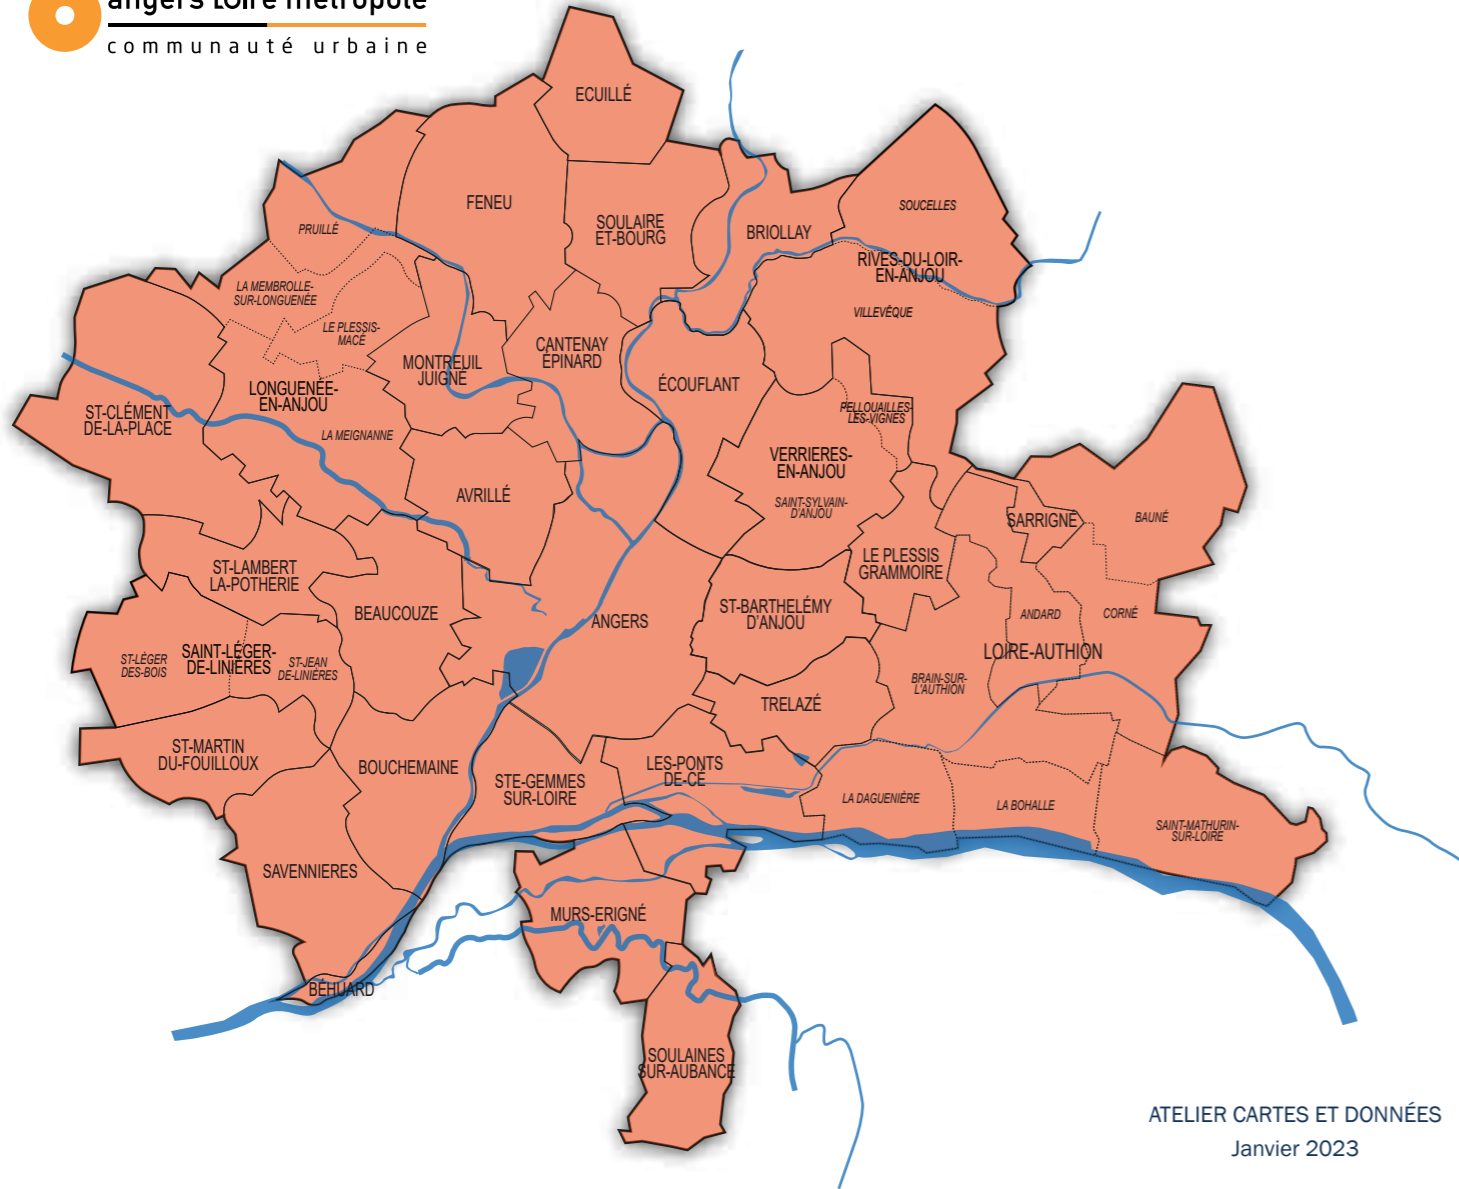 angers Loire métropole
communauté urbaine
ECUILLÉ
FENEU
SOULAIRE
ET-BOURG
BRIOLLAY
SOUCELLES
RIVES-DU-LOIR-
EN-ANJOU
VILLEVÊQUE
PRUILLÉ
LA MEMBROLLE-
SUR-LONGUENÉE
LE PLESSIS-
MACÉ
MONTREUIL
JUIGNÉ
CANTENAY
ÉPINARD
ÉCOUFLANT
LONGUENÉE-
EN-ANJOU
LA MEIGNANNE
ST-CLÉMENT
DE-LA-PLACE
PELLOUAILLES-
LES-VIGNES
VERRIERES-
EN-ANJOU
SAINT-SYLVAIN-
D'ANJOU
AVRILLÉ
SARRIGNÉ
BAUNÉ
LE PLESSIS
GRAMMOIRE
ST-LAMBERT
LA-POTHERIE
BEAUCOUZE
ANGERS
ST-BARTHELÉMY
D'ANJOU
ANDARD
CORNÉ
LOIRE-AUTHION
ST-LÈGER
DES-BOIS
SAINT-LÉGER-
DE-LINIÈRES
ST-JEAN
DE-LINIÈRES
BRAIN-SUR-
L'AUTHION
TRELAZÉ
ST-MARTIN
DU-FOUILLOUX
BOUCHEMAINE
STE-GEMMES
SUR-LOIRE
LES-PONTS
DE-CÉ
LA DAGUENIÈRE
LA BOHALLE
SAINT-MATHURIN-
SUR-LOIRE
SAVENNIERES
MURS-ERIGNÉ
BÉHUARD
SOULAINES
SUR-AUBANCE
ATELIER CARTES ET DONNÉES
Janvier 2023